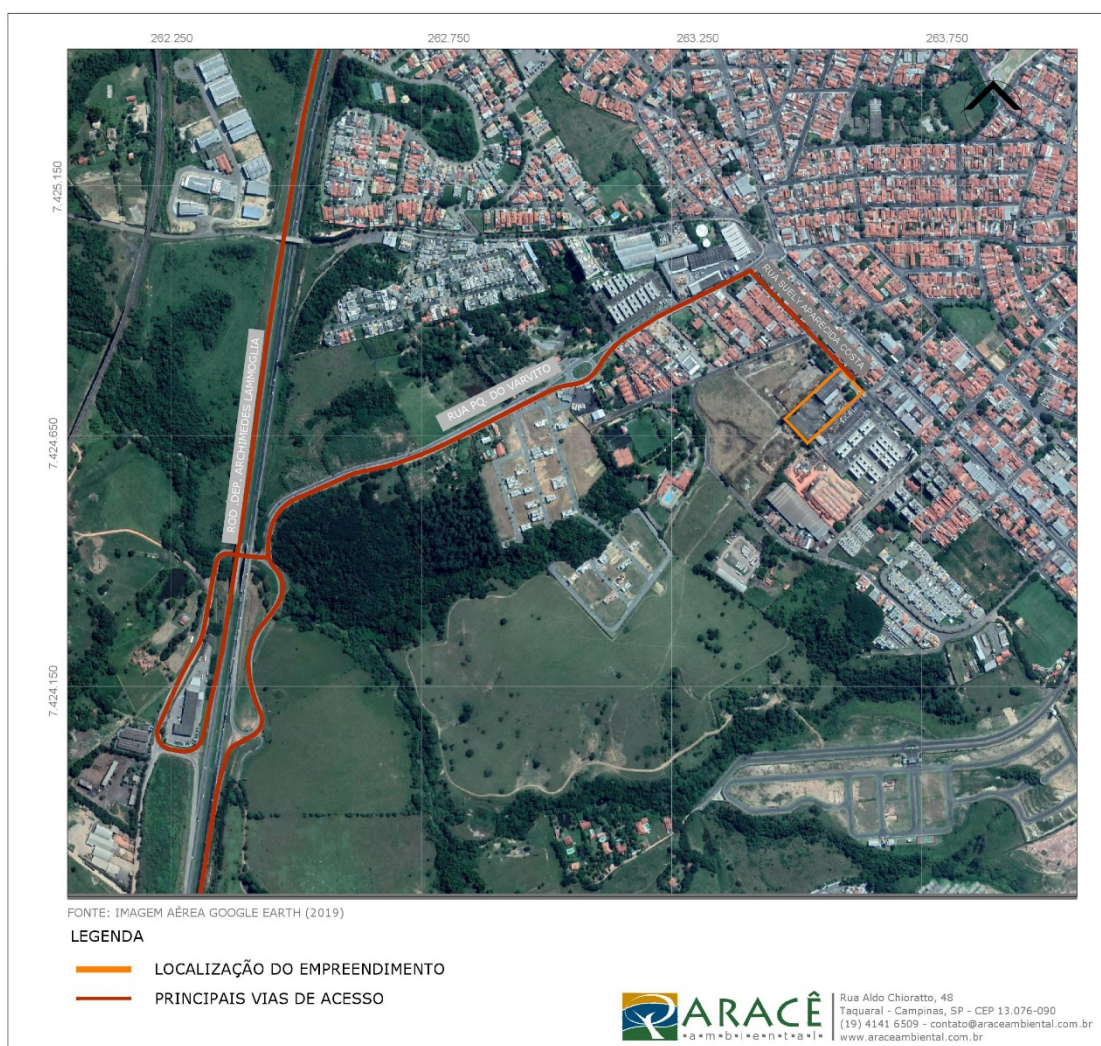 262.250
262.750
263.250
263.750
7.425.150
7.424.650
7.424.150
ROD. DEP. ARCHIMEDES LAMMOGLIA
RUA PQ. DO VARVITO
RUA SUELY APARECIDA COSTA
FONTE: IMAGEM AÉREA GOOGLE EARTH (2019)
LEGENDA
LOCALIZAÇÃO DO EMPREENDIMENTO
PRINCIPAIS VIAS DE ACESSO
ARACÊ
ambiental
Rua Aldo Chioratto, 48
Taquaral - Campinas, SP - CEP 13.076-090
(19) 4141 6509 - contato@araceambiental.com.br
www.araceambiental.com.br